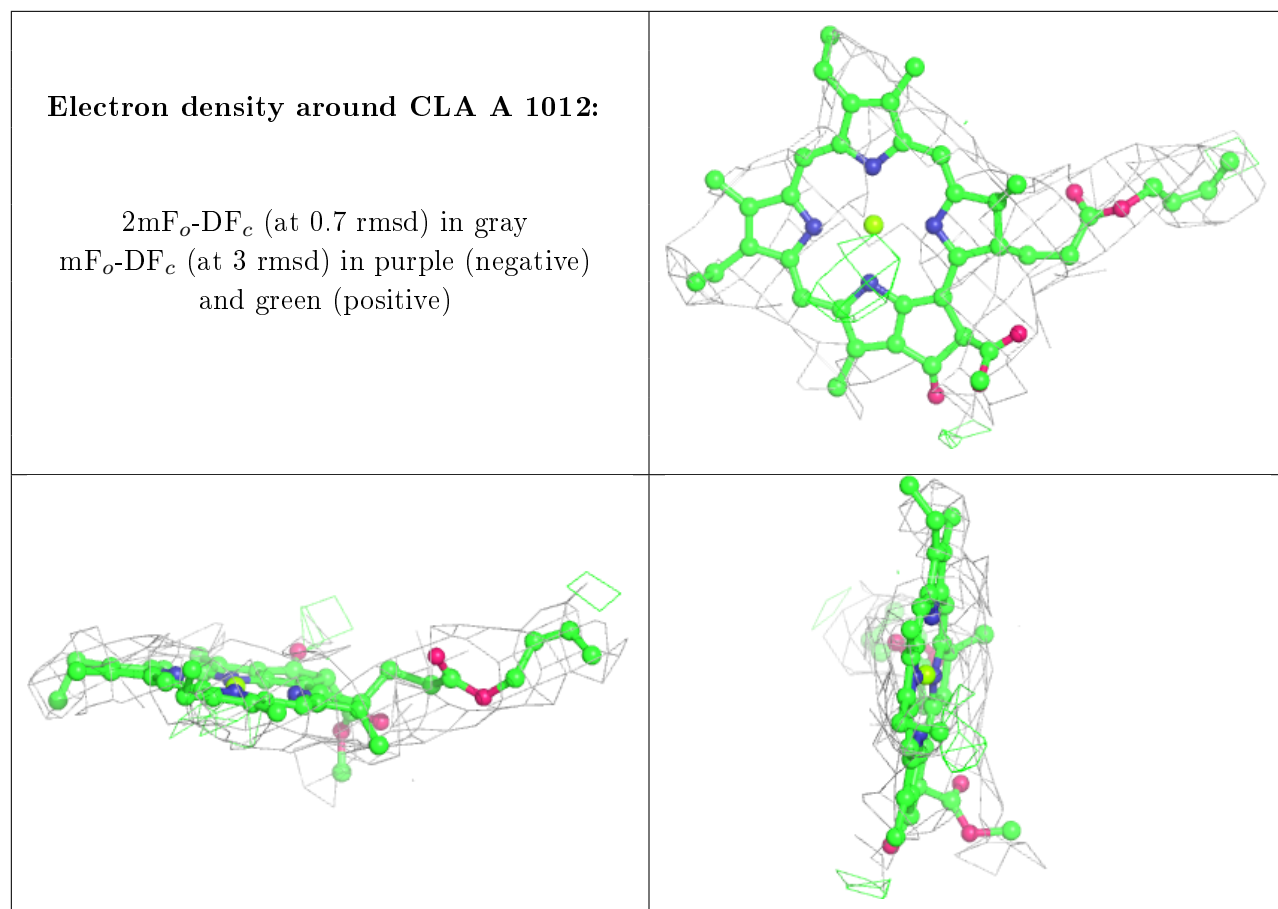 Electron density around CLA A 1012:
2mFₒ-DF𝒸 (at 0.7 rmsd) in gray
mFₒ-DF𝒸 (at 3 rmsd) in purple (negative)
and green (positive)